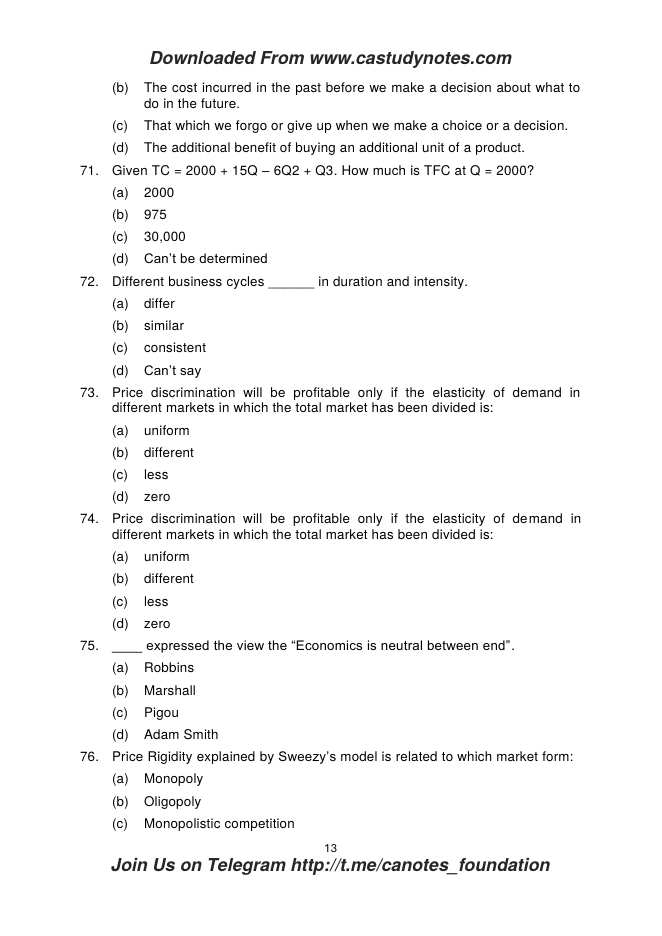 Downloaded From www.castudynotes.com
(b) The cost incurred in the past before we make a decision about what to
do in the future.
(c) That which we forgo or give up when we make a choice or a decision.
(d) The additional benefit of buying an additional unit of a product.
71. Given TC = 2000 + 15Q – 6Q2 + Q3. How much is TFC at Q = 2000?
(a) 2000
(b) 975
(c) 30,000
(d) Can't be determined
72. Different business cycles ______ in duration and intensity.
(a) differ
(b) similar
(c) consistent
(d) Can't say
73. Price discrimination will be profitable only if the elasticity of demand in
different markets in which the total market has been divided is:
(a) uniform
(b) different
(c) less
(d) zero
74. Price discrimination will be profitable only if the elasticity of demand in
different markets in which the total market has been divided is:
(a) uniform
(b) different
(c) less
(d) zero
75. ____ expressed the view the “Economics is neutral between end”.
(a) Robbins
(b) Marshall
(c) Pigou
(d) Adam Smith
76. Price Rigidity explained by Sweezy's model is related to which market form:
(a) Monopoly
(b) Oligopoly
(c) Monopolistic competition
13
Join Us on Telegram http://t.me/canotes_foundation